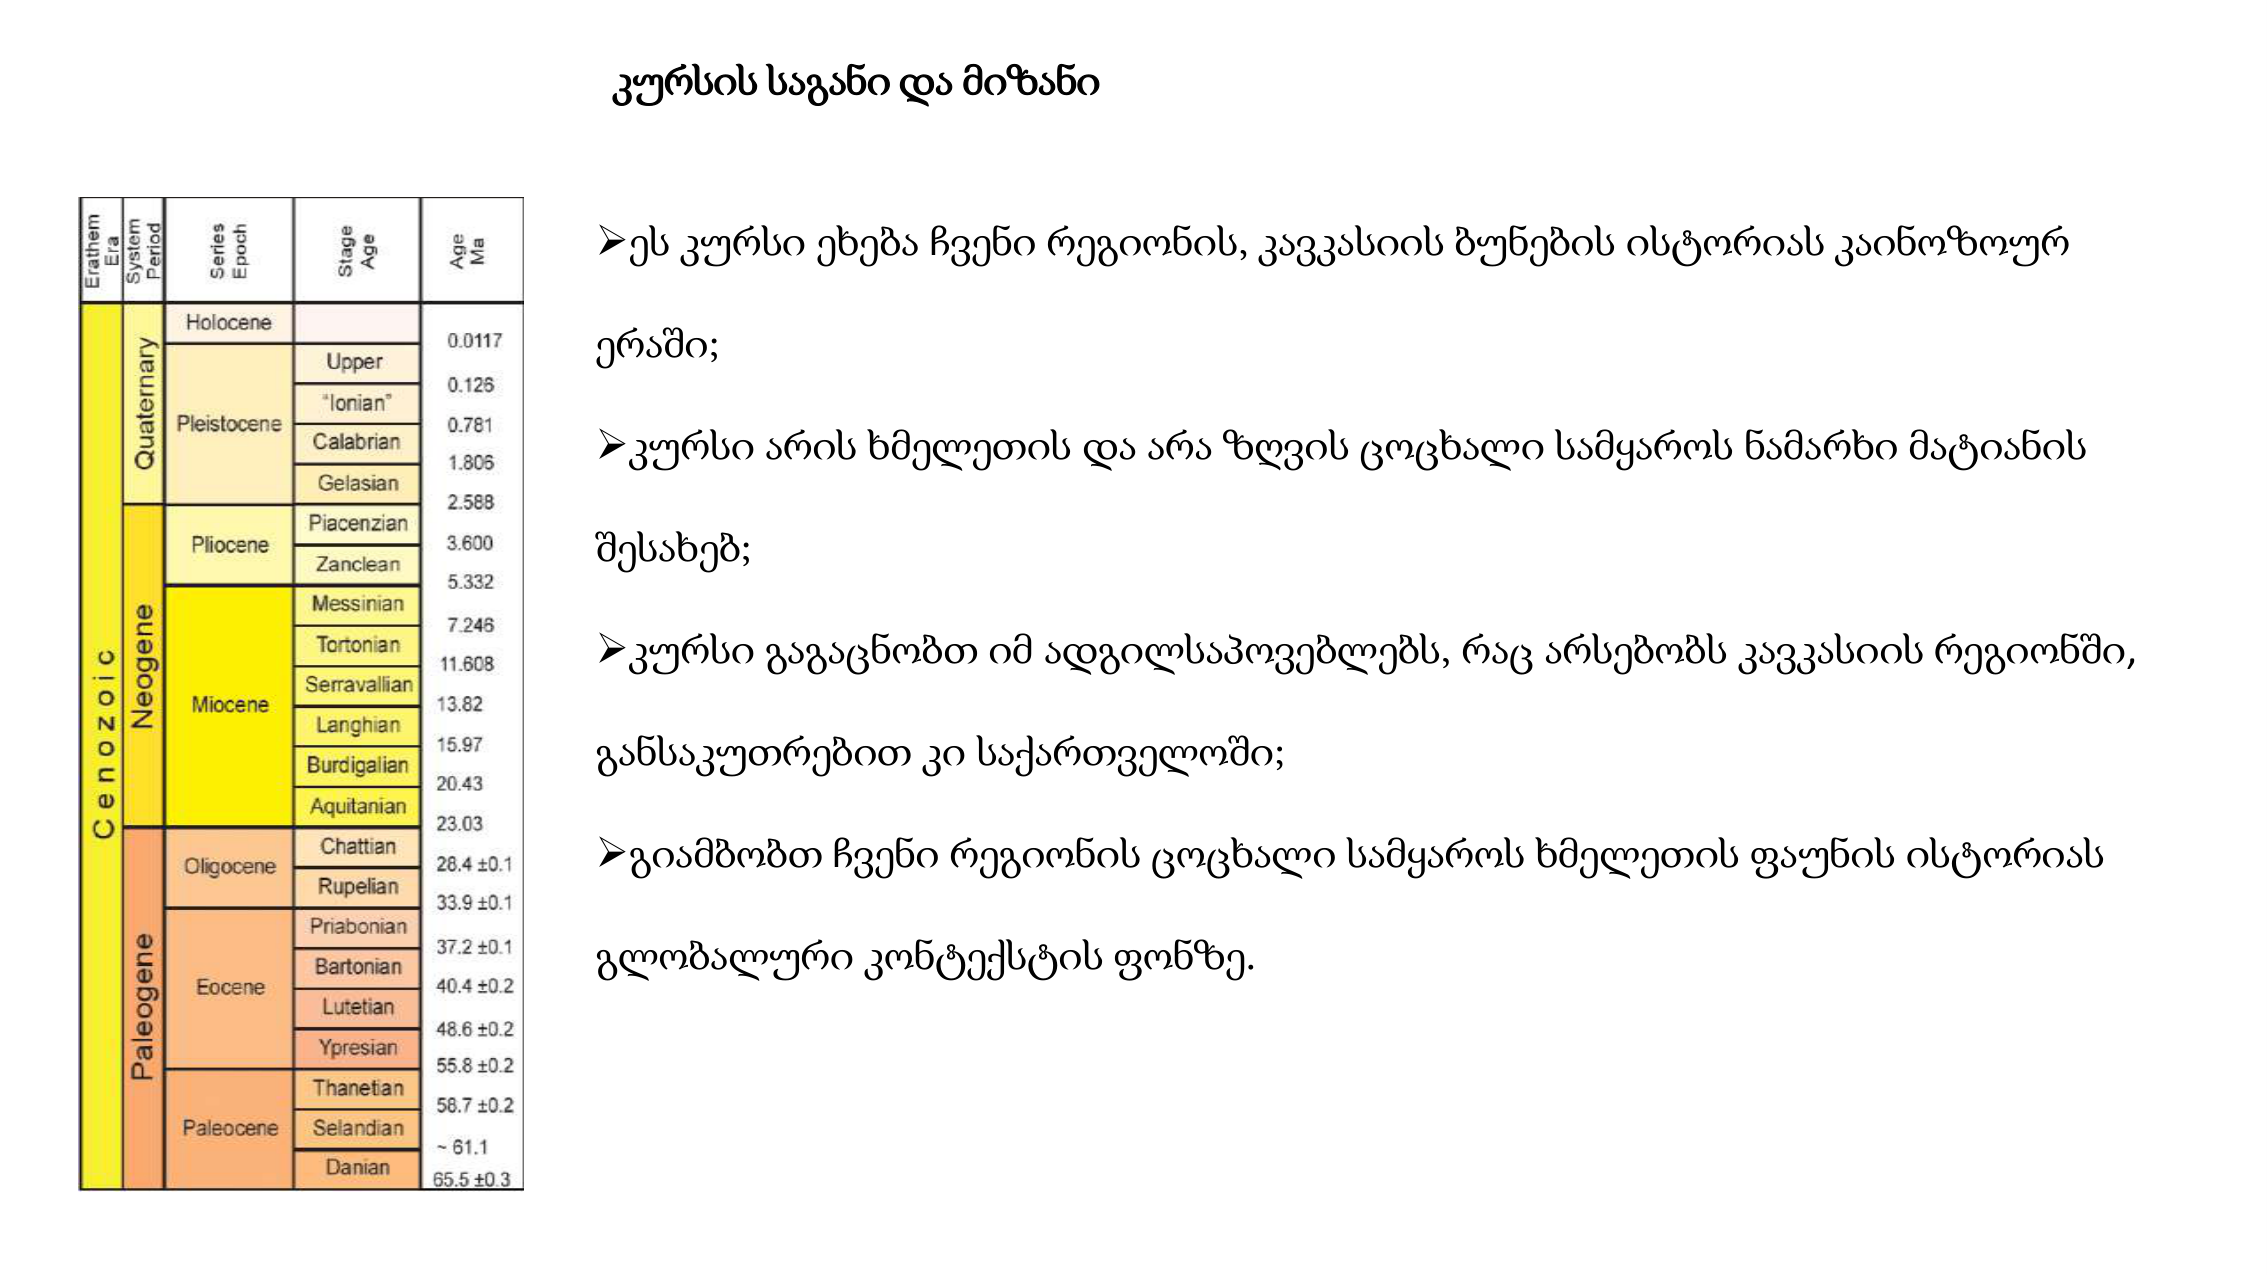 კურსის საგანი და მიზანი
Erathem
Era
System
Period
Series
Epoch
Stage
Age
Age
Ma
Cenozoic
Quaternary
Neogene
Paleogene
Holocene
Pleistocene
Pliocene
Miocene
Oligocene
Eocene
Paleocene
Upper
“Ionian”
Calabrian
Gelasian
Piacenzian
Zanclean
Messinian
Tortonian
Serravallian
Langhian
Burdigalian
Aquitanian
Chattian
Rupelian
Priabonian
Bartonian
Lutetian
Ypresian
Thanetian
Selandian
Danian
0.0117
0.126
0.781
1.806
2.588
3.600
5.332
7.246
11.608
13.82
15.97
20.43
23.03
28.4 ±0.1
33.9 ±0.1
37.2 ±0.1
40.4 ±0.2
48.6 ±0.2
55.8 ±0.2
58.7 ±0.2
~ 61.1
65.5 ±0.3
➢ეს კურსი ეხება ჩვენი რეგიონის, კავკასიის ბუნების ისტორიას კაინოზოურ
ერაში;
➢კურსი არის ხმელეთის და არა ზღვის ცოცხალი სამყაროს ნამარხი მატიანის
შესახებ;
➢კურსი გაგაცნობთ იმ ადგილსაპოვებლებს, რაც არსებობს კავკასიის რეგიონში,
განსაკუთრებით კი საქართველოში;
➢გიამბობთ ჩვენი რეგიონის ცოცხალი სამყაროს ხმელეთის ფაუნის ისტორიას
გლობალური კონტექსტის ფონზე.